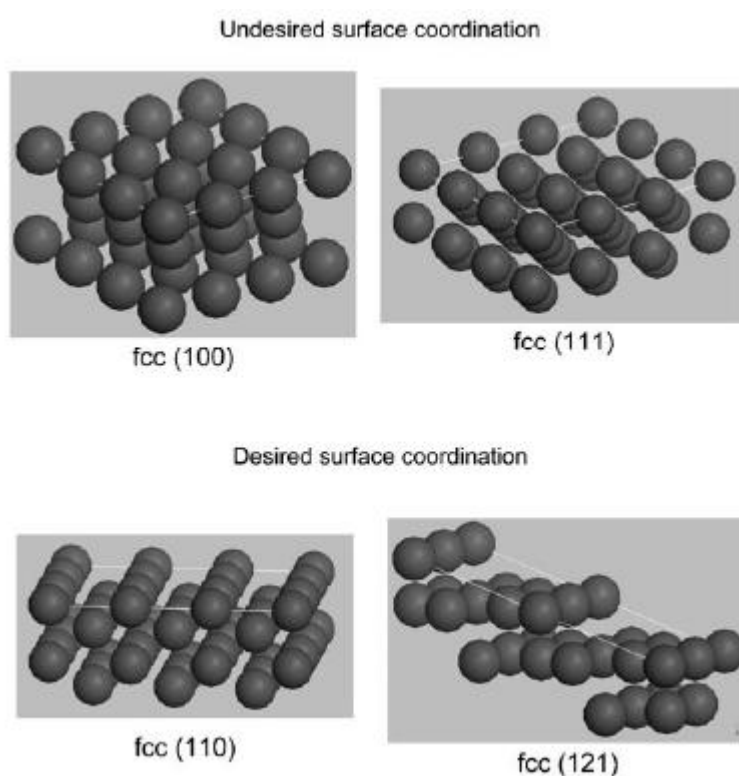 Undesired surface coordination
fcc (100)
fcc (111)
Desired surface coordination
fcc (110)
fcc (121)